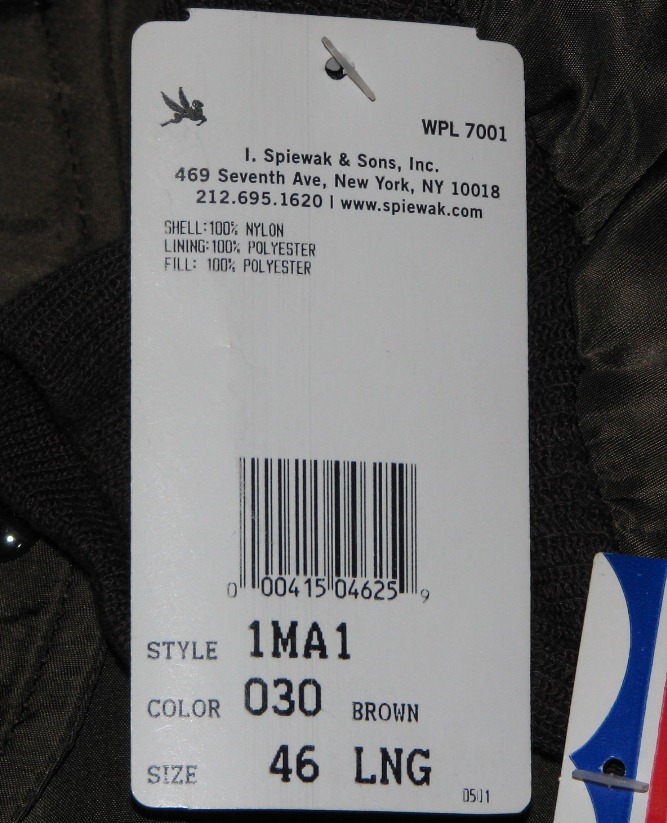 WPL 7001
I. Spiewak & Sons, Inc.
469 Seventh Ave, New York, NY 10018
212.695.1620 | www.spiewak.com
SHELL:100% NYLON
LINING:100% POLYESTER
FILL: 100% POLYESTER
0 00415 04625 9
STYLE 1MA1
COLOR 030 BROWN
SIZE 46 LNG
0501